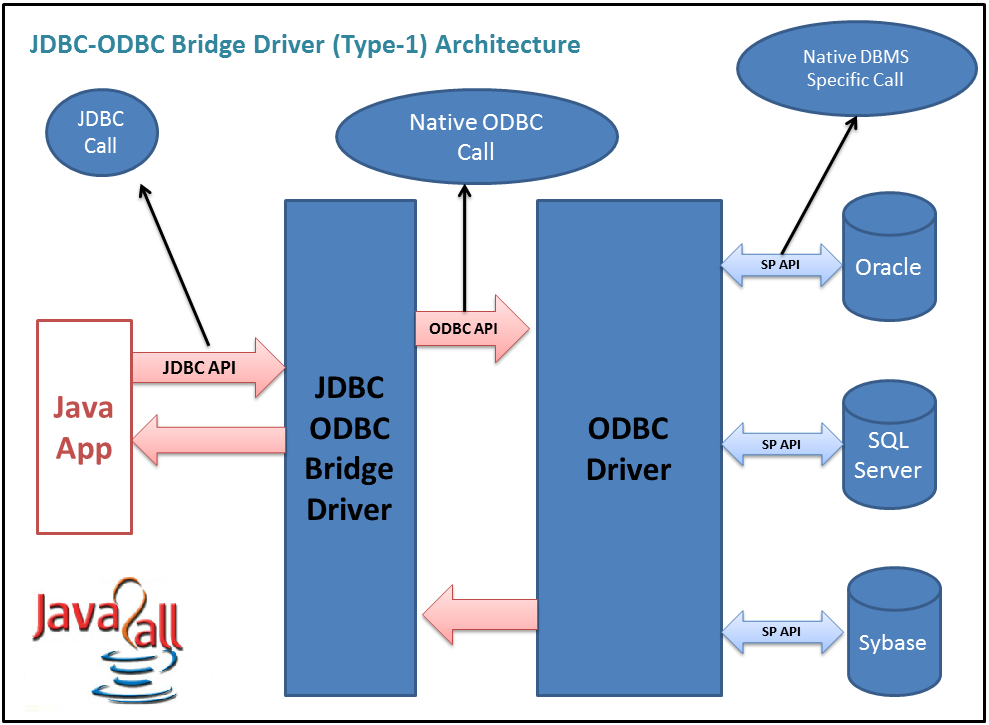 JDBC-ODBC Bridge Driver (Type-1) Architecture
Native DBMS
Specific Call
JDBC
Call
Native ODBC
Call
SP API
Oracle
ODBC API
JDBC API
Java
App
JDBC
ODBC
Bridge
Driver
ODBC
Driver
SP API
SQL
Server
SP API
Sybase
Java2all